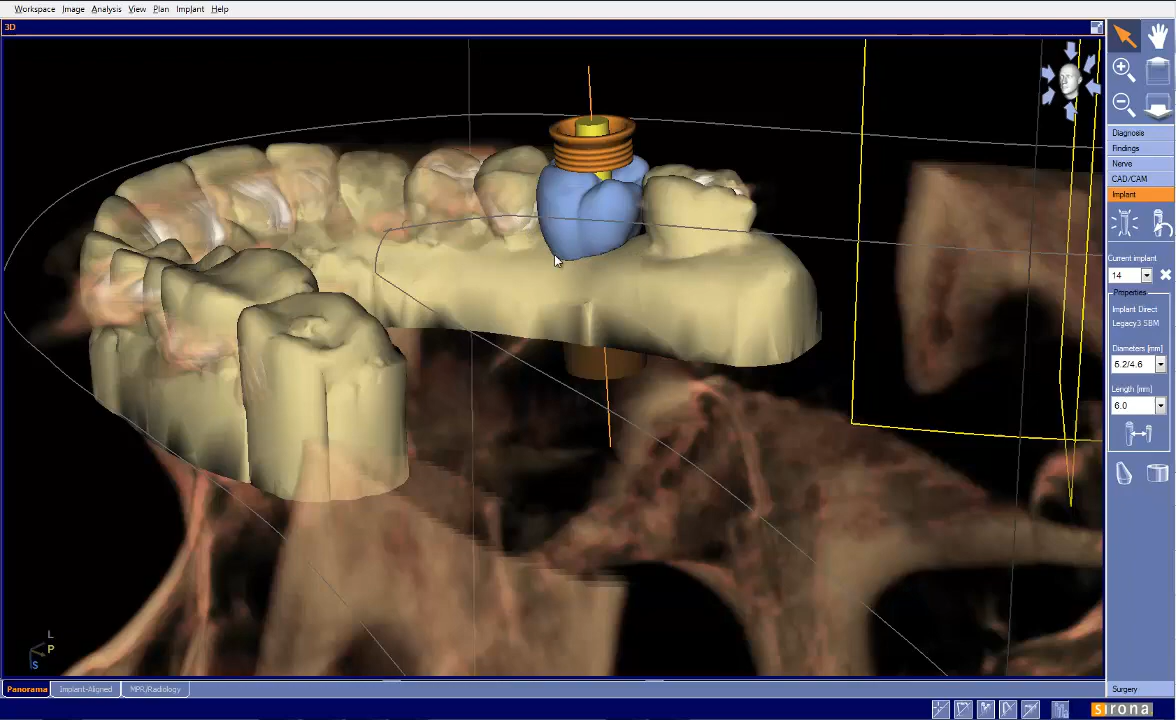 Workspace Image Analysis View Plan Implant Help
3D
Diagnosis
Findings
Nerve
CAD/CAM
Implant
Current implant
14
Properties
Implant Direct
Legacy3 SBM
Diameters [mm]
5.2/4.6
Length [mm]
6.0
L
P
S
Panorama Implant-Aligned MPR/Radiology
Surgery
sirona